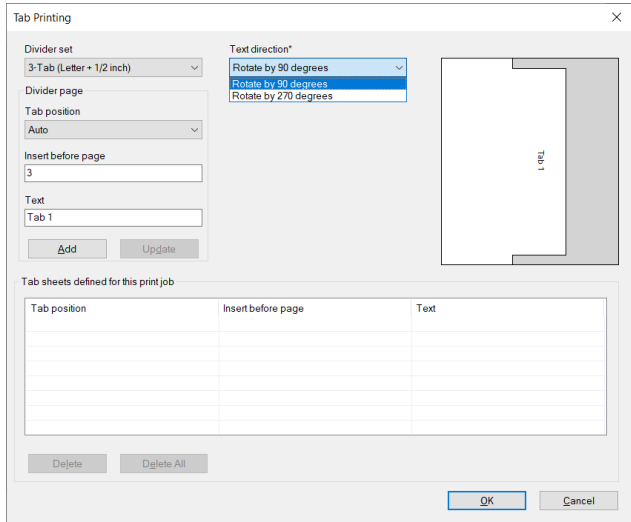 Tab Printing
Divider set
3-Tab (Letter + 1/2 inch)
Divider page
Tab position
Auto
Insert before page
3
Text
Tab 1
Add
Update
Text direction*
Rotate by 90 degrees
Rotate by 90 degrees
Rotate by 270 degrees
Tab 1
Tab sheets defined for this print job
Tab position Insert before page Text
Delete Delete All
OK Cancel